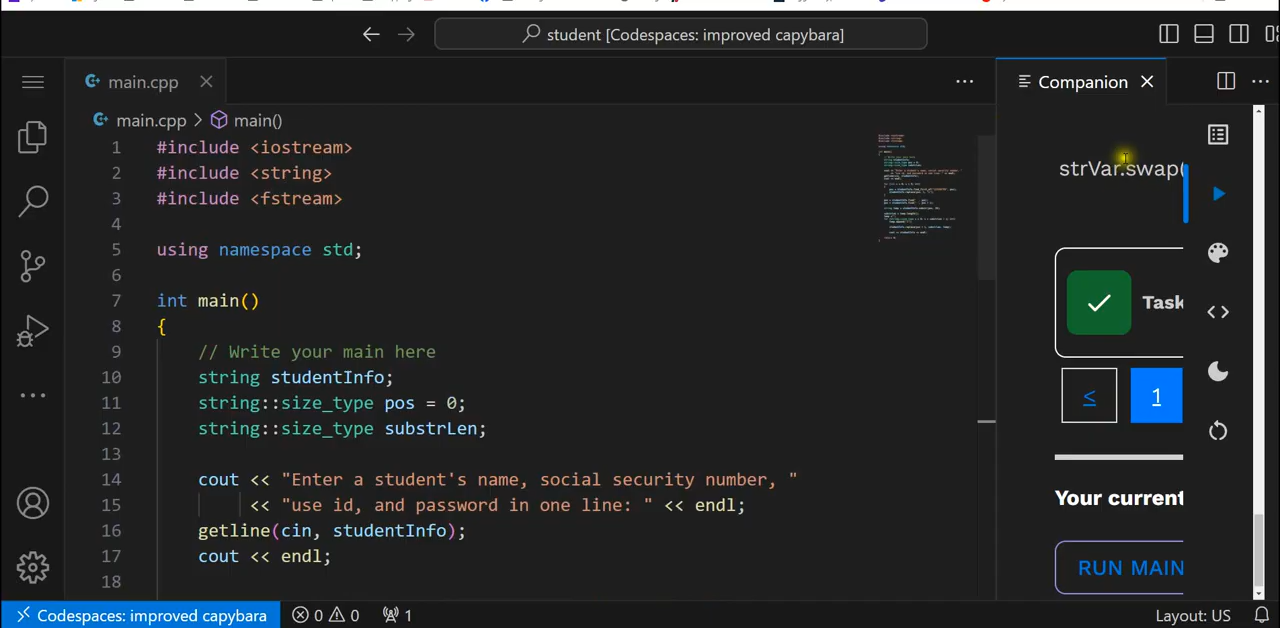 student [Codespaces: improved capybara]
main.cpp
Companion
main.cpp > main()
1 #include <iostream>
2 #include <string>
3 #include <fstream>
4
5 using namespace std;
6
7 int main()
8 {
9 // Write your main here
10 string studentInfo;
11 string::size_type pos = 0;
12 string::size_type substrLen;
13
14 cout << "Enter a student's name, social security number, "
15 << "use id, and password in one line: " << endl;
16 getline(cin, studentInfo);
17 cout << endl;
18
strVar.swap(
Task
≤ 1
Your current
RUN MAIN
Codespaces: improved capybara 0 0 1
Layout: US